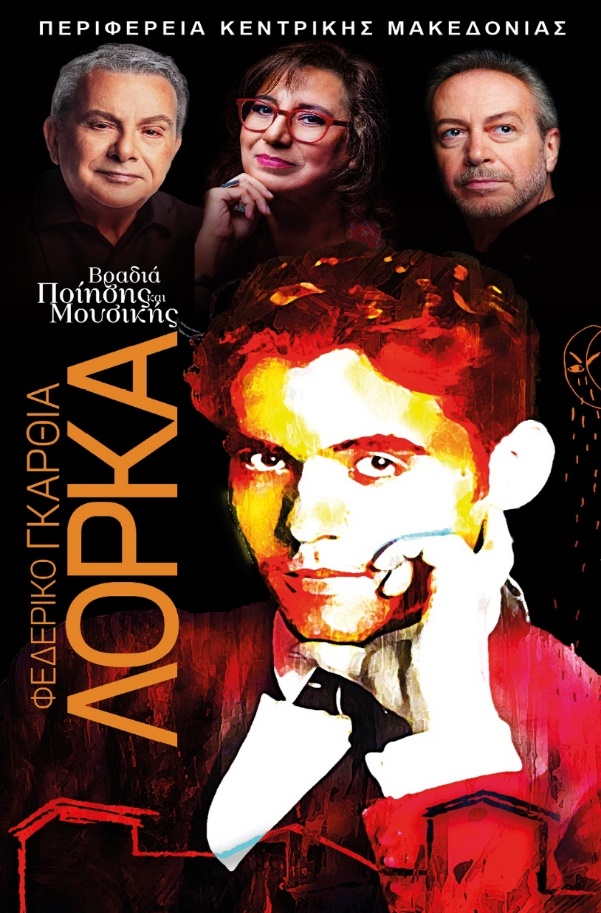 ΠΕΡΙΦΕΡΕΙΑ ΚΕΝΤΡΙΚΗΣ ΜΑΚΕΔΟΝΙΑΣ
Βραδιά
Ποίησης και
Μουσικής
ΦΕΔΕΡΙΚΟ ΓΚΑΡΘΙΑ
ΛΟΡΚΑ